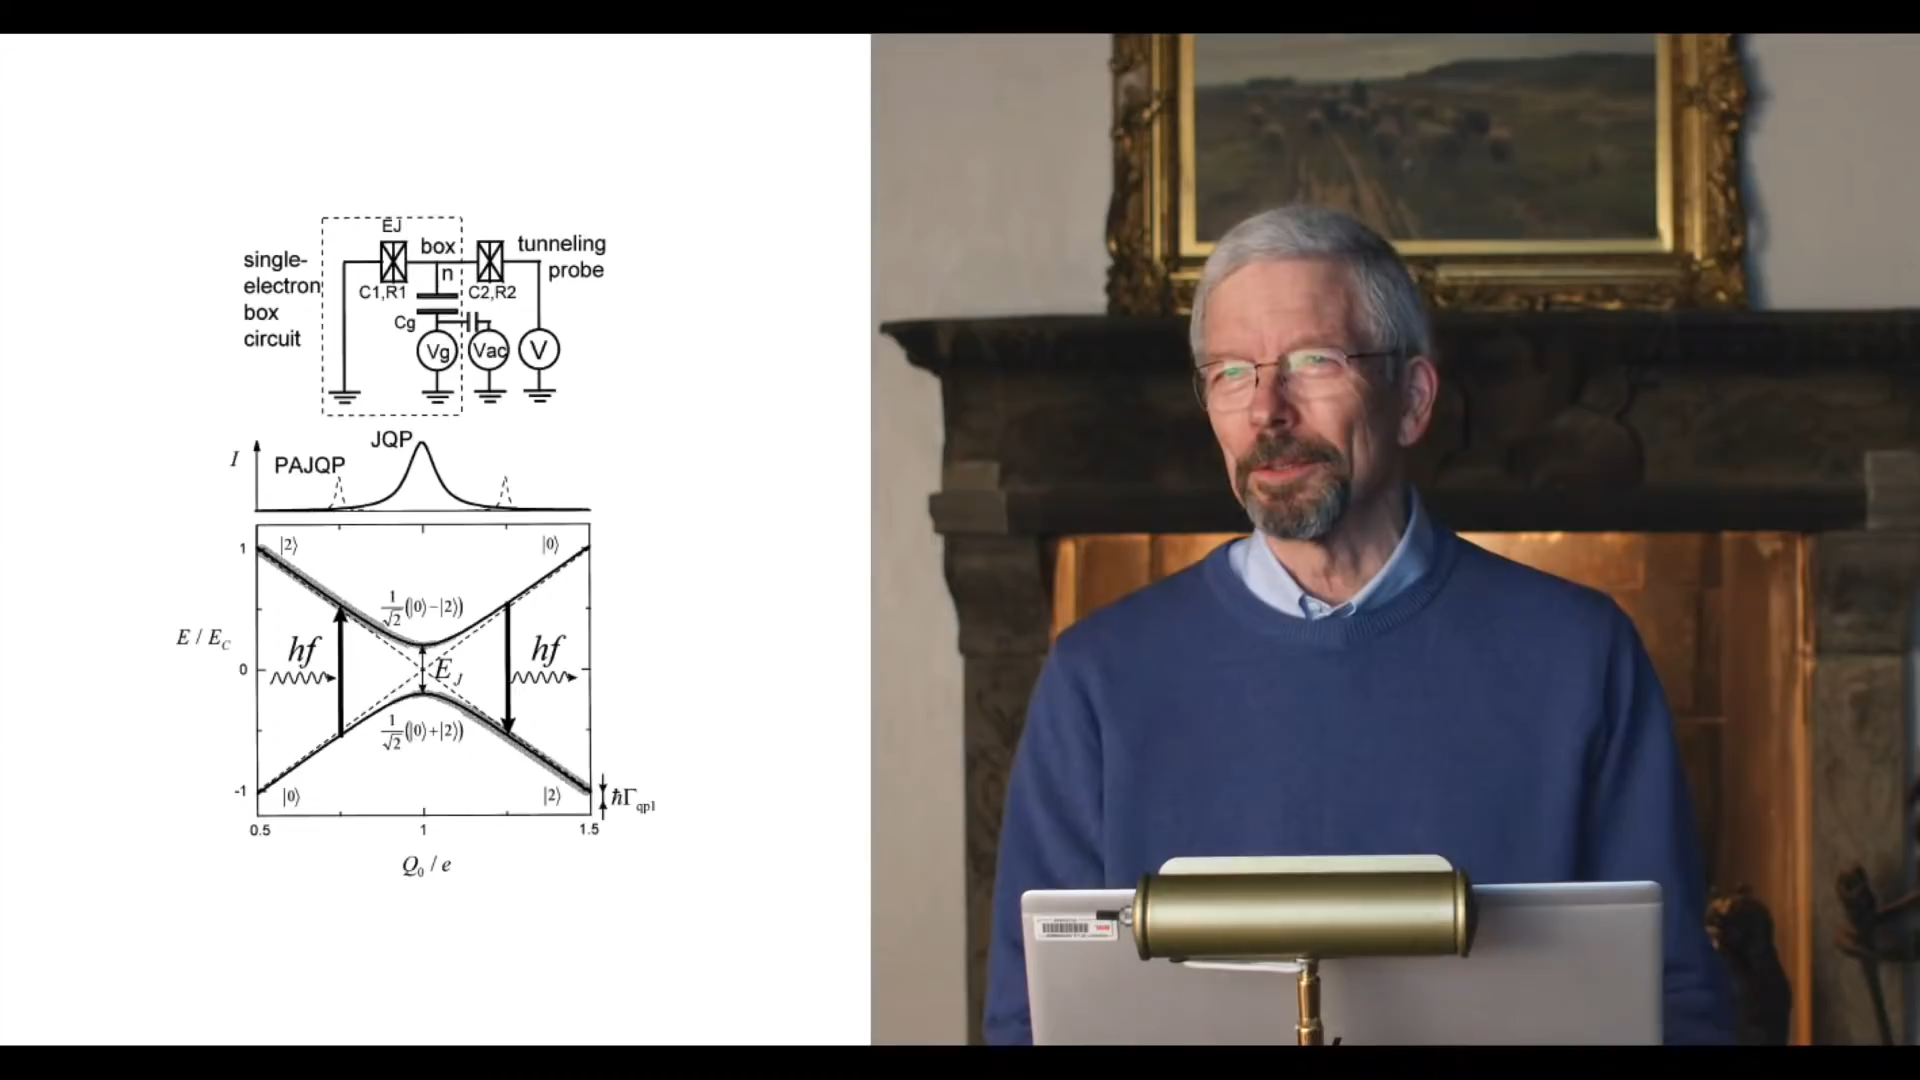 EJ
box
tunneling
probe
single-
electron
box
circuit
n
C1,R1
C2,R2
Cg
Vg
Vac
V
JQP
I
PAJQP
1
|2⟩
|0⟩
1/√2(|0⟩−|2⟩)
E / E_C
hf
hf
0
E_J
1/√2(|0⟩+|2⟩)
-1
|0⟩
|2⟩
ħΓ_qp1
0.5
1
1.5
Q_0 / e